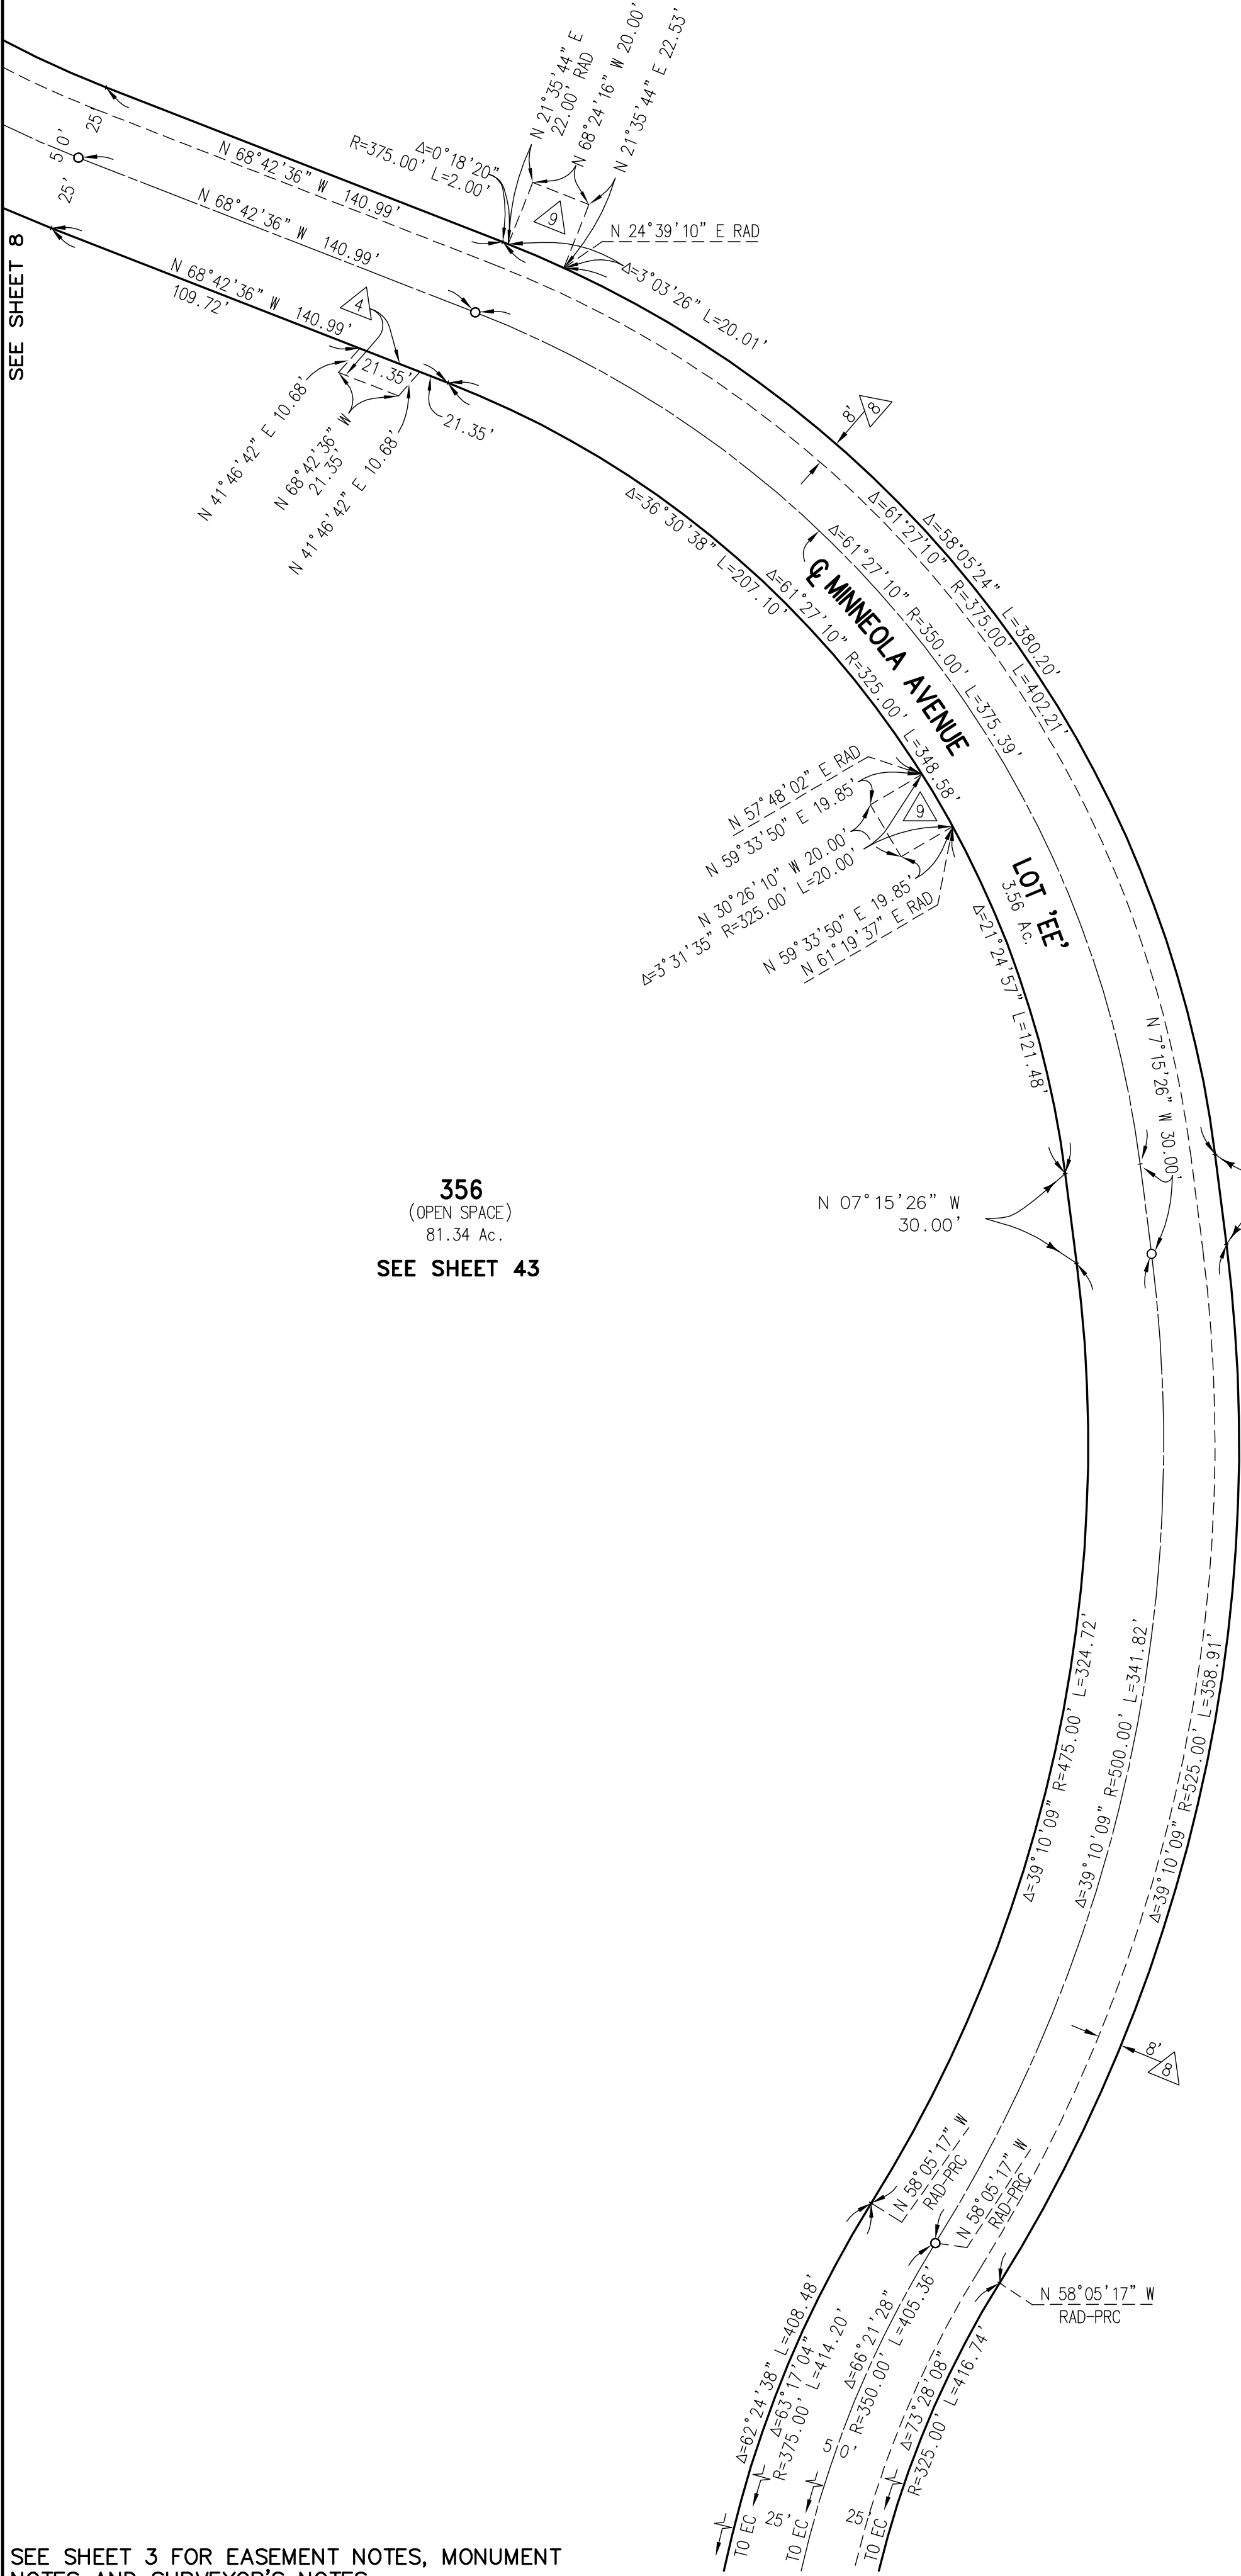 N 21°35'44" E
22.00' RAD
N 68°24'16" W 20.00'
N 21°35'44" E 22.53'
Δ=0°18'20"
R=375.00' L=2.00'
25'
50'
25'
N 68°42'36" W 140.99'
9
N 24°39'10" E RAD
N 68°42'36" W 140.99'
Δ=3°03'26" L=20.01'
SEE SHEET 8
N 68°42'36" W 140.99'
109.72'
4
21.35'
21.35'
N 41°46'42" E 10.68'
N 68°42'36" W
21.35'
N 41°46'42" E 10.68'
8'
8
Δ=36°30'38" L=207.10'
Δ=58°05'24" L=380.20'
Δ=61°27'10" R=375.00' L=402.21'
Δ=61°27'10" R=350.00' L=375.39'
℄ MINNEOLA AVENUE
Δ=61°27'10" R=325.00' L=348.58'
N 57°48'02" E RAD
N 59°33'50" E 19.85'
9
N 30°26'10" W 20.00'
Δ=3°31'35" R=325.00' L=20.00'
N 59°33'50" E 19.85'
N 61°19'37" E RAD
LOT 'EE'
3.56 Ac.
Δ=21°24'57" L=121.48'
N 7°15'26" W 30.00'
N 07°15'26" W
30.00'
356
(OPEN SPACE)
81.34 Ac.
SEE SHEET 43
Δ=39°10'09" R=475.00' L=324.72'
Δ=39°10'09" R=500.00' L=341.82'
Δ=39°10'09" R=525.00' L=358.91'
8'
8
N 58°05'17" W
RAD-PRC
N 58°05'17" W
RAD-PRC
N 58°05'17" W
RAD-PRC
Δ=62°24'38" L=408.48'
Δ=63°17'04"
R=375.00' L=414.20'
Δ=66°21'28"
R=350.00' L=405.36'
Δ=73°28'08"
R=325.00' L=416.74'
50'
25'
25'
TO EC
TO EC
TO EC
SEE SHEET 3 FOR EASEMENT NOTES, MONUMENT
NOTES AND SURVEYOR'S NOTES